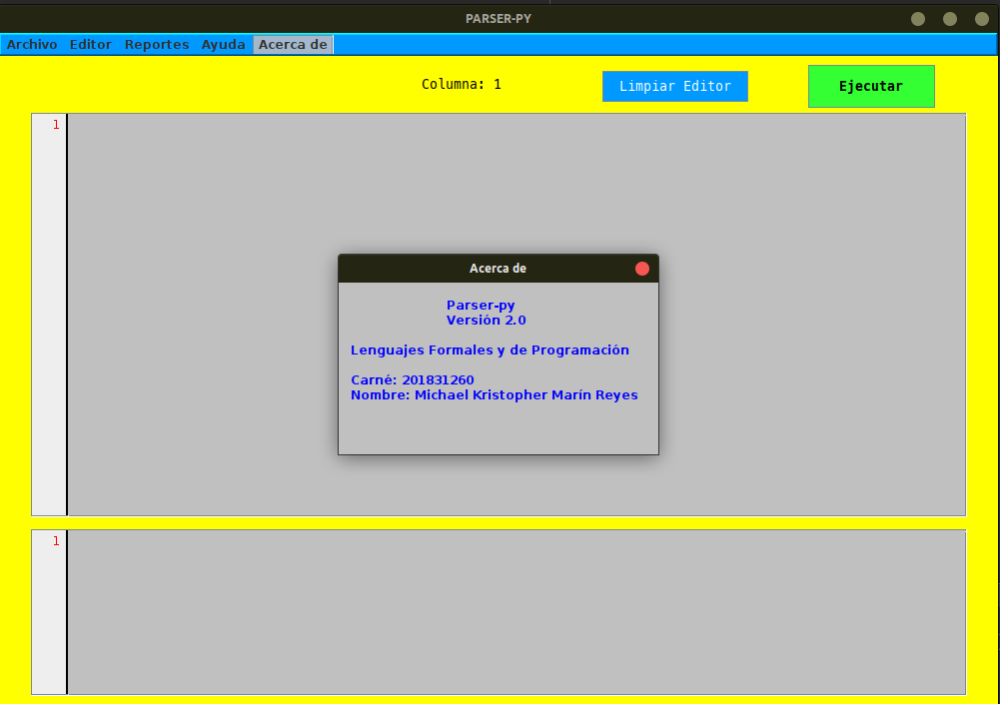 PARSER-PY
Archivo Editor Reportes Ayuda Acerca de
Columna: 1 Limpiar Editor Ejecutar
1
Acerca de
Parser-py
Versión 2.0
Lenguajes Formales y de Programación
Carné: 201831260
Nombre: Michael Kristopher Marín Reyes
1